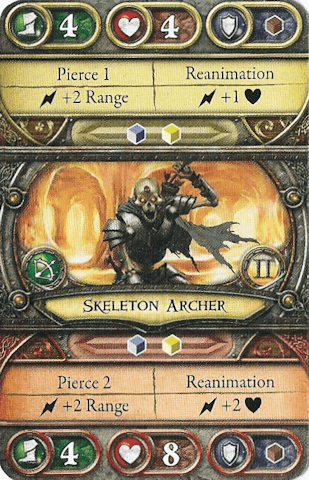 4 4
Pierce 1 Reanimation
+2 Range +1
II
SKELETON ARCHER
Pierce 2 Reanimation
+2 Range +2
4 8